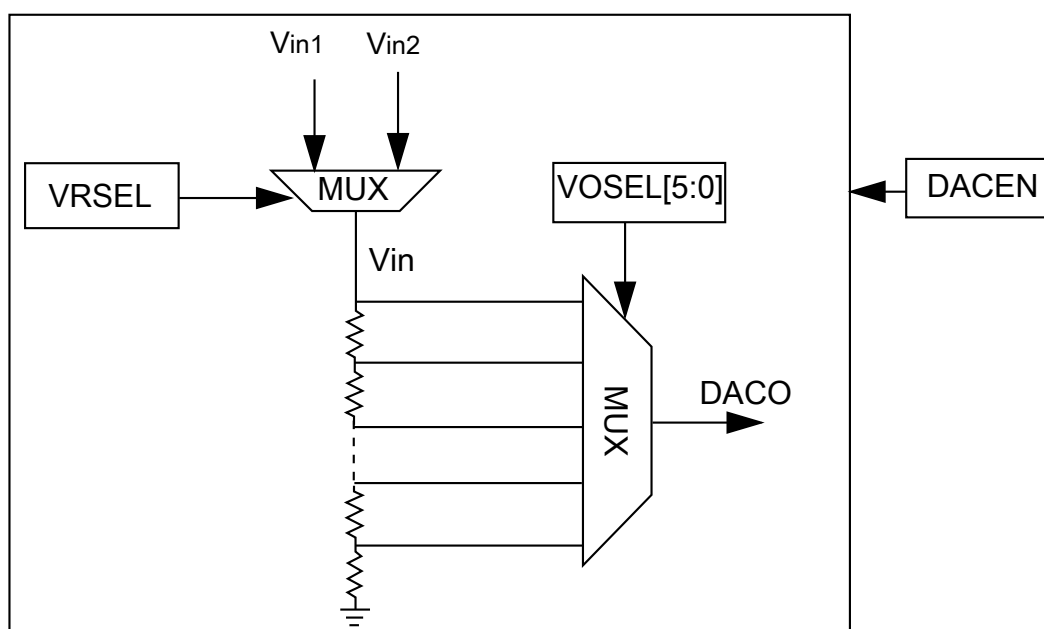 Vin1
Vin2
VRSEL
MUX
VOSEL[5:0]
DACEN
Vin
MUX
DACO